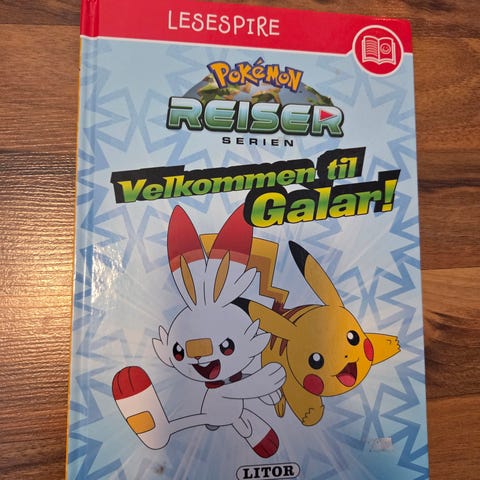 LESESPIRE
POKÉMON
REISER
SERIEN
Velkommen til
Galar!
LITOR